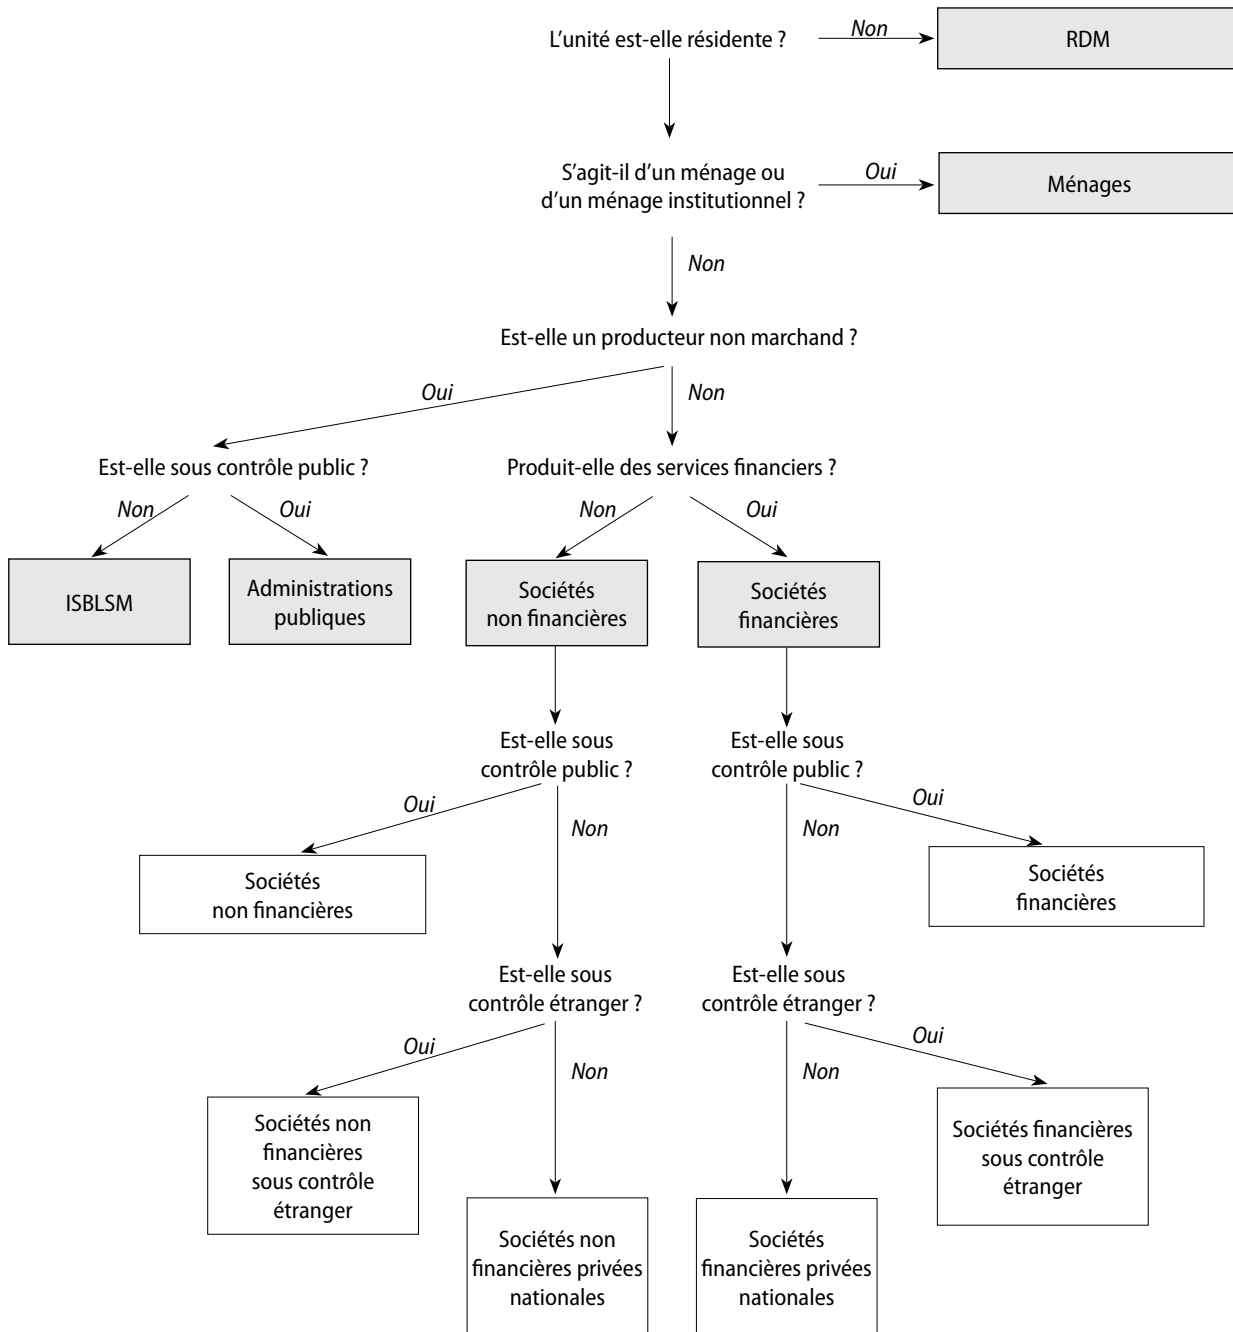 L'unité est-elle résidente ?
Non
RDM
S'agit-il d'un ménage ou
d'un ménage institutionnel ?
Oui
Ménages
Non
Est-elle un producteur non marchand ?
Oui
Non
Est-elle sous contrôle public ?
Produit-elle des services financiers ?
Non
Oui
Non
Oui
ISBLSM
Administrations
publiques
Sociétés
non financières
Sociétés
financières
Est-elle sous
contrôle public ?
Est-elle sous
contrôle public ?
Oui
Non
Non
Oui
Sociétés
non financières
Sociétés
financières
Est-elle sous
contrôle étranger ?
Est-elle sous
contrôle étranger ?
Oui
Non
Non
Oui
Sociétés non
financières
sous contrôle
étranger
Sociétés financières
sous contrôle
étranger
Sociétés non
financières privées
nationales
Sociétés
financières privées
nationales